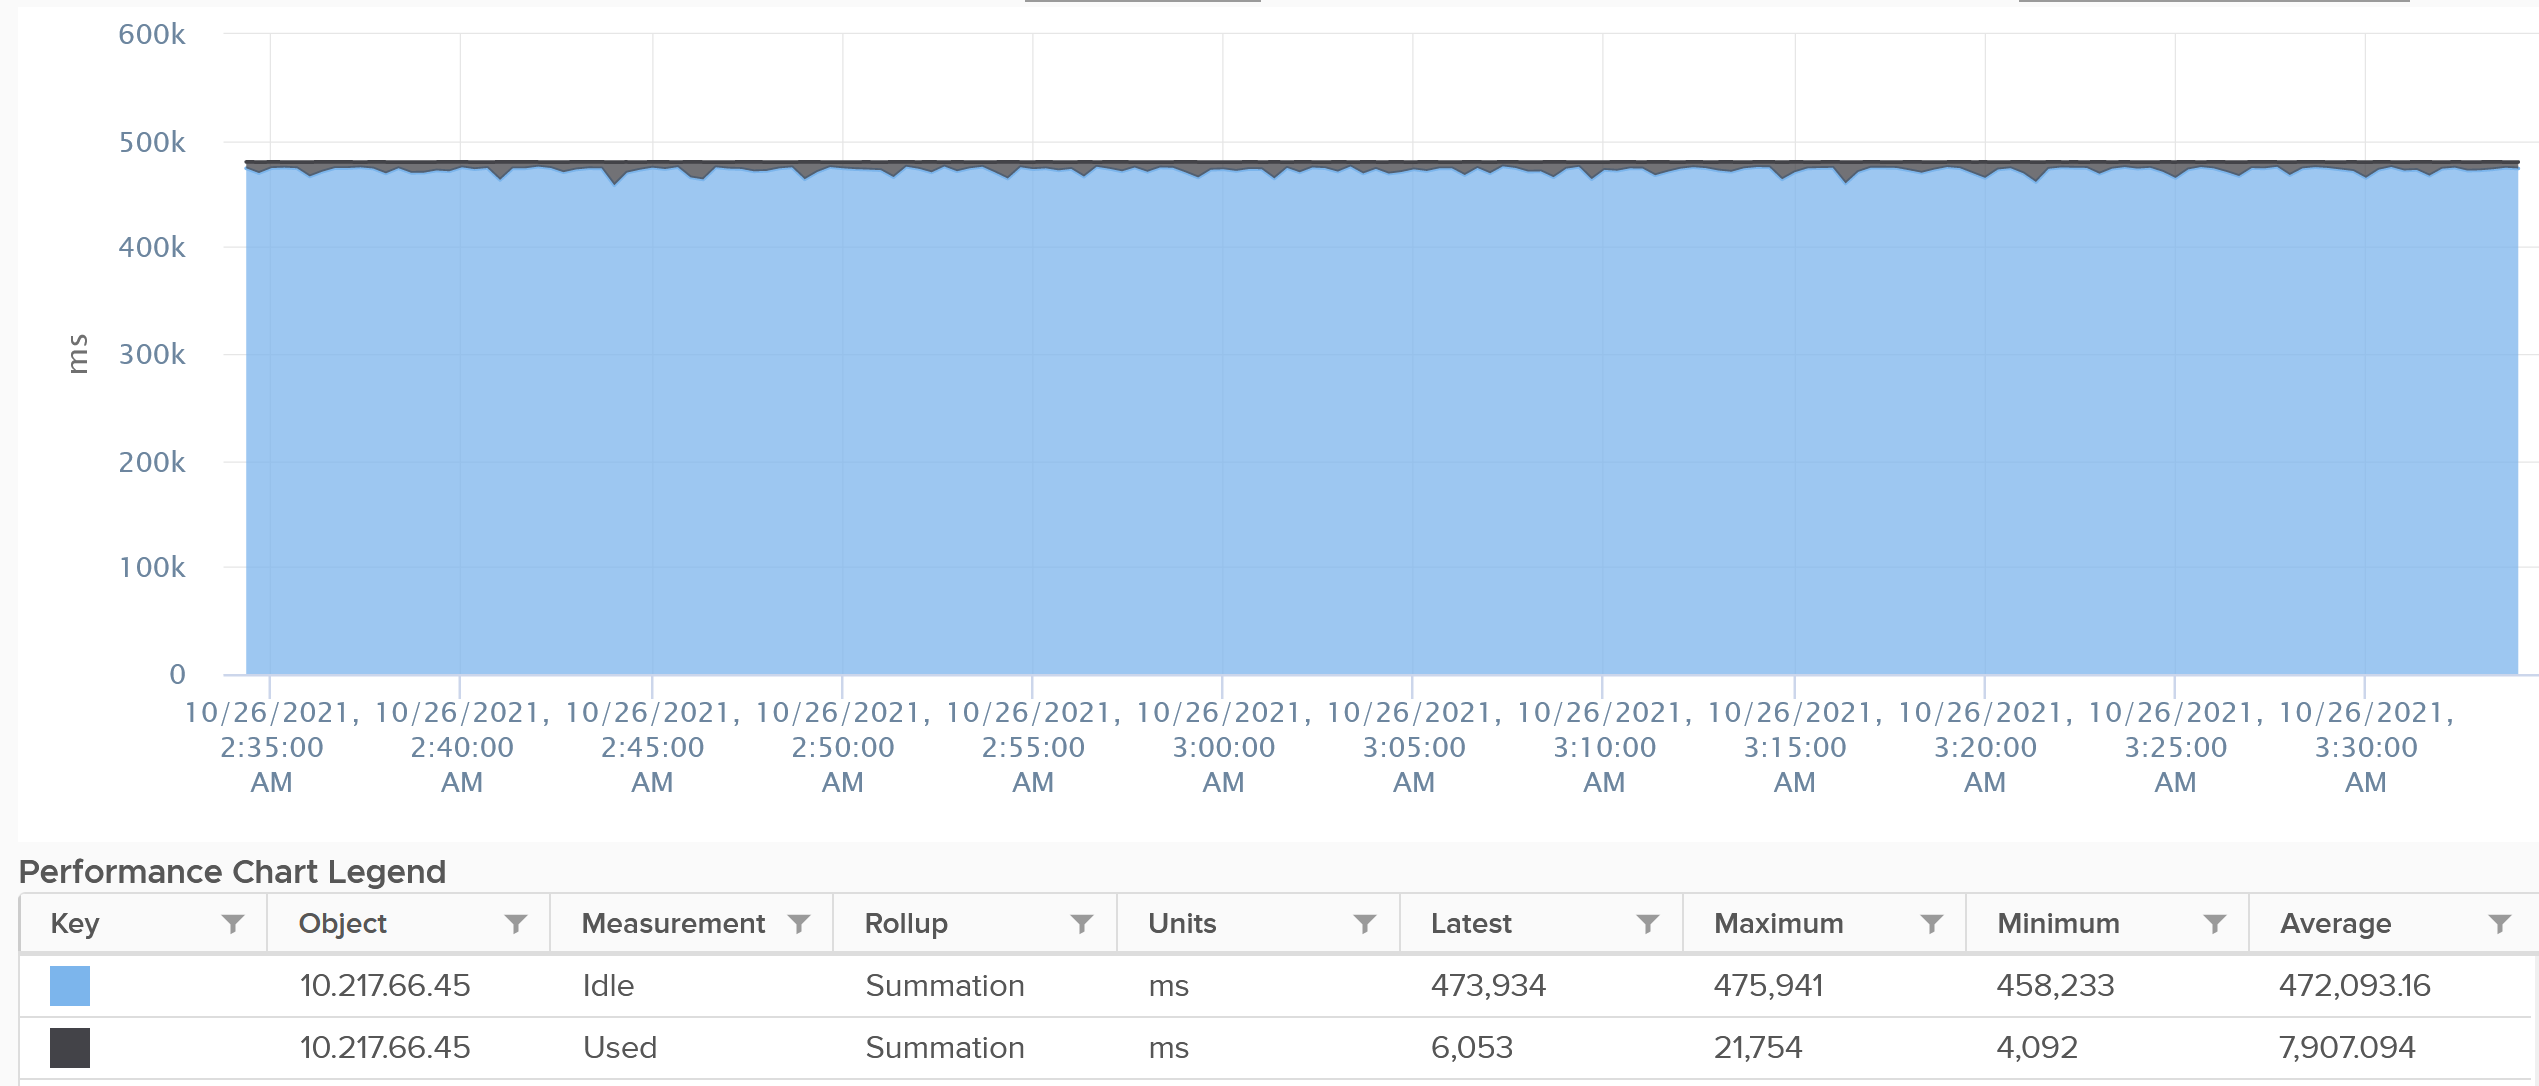 600k
500k
400k
300k
200k
100k
0
ms
10/26/2021, 10/26/2021, 10/26/2021, 10/26/2021, 10/26/2021, 10/26/2021, 10/26/2021, 10/26/2021, 10/26/2021, 10/26/2021, 10/26/2021, 10/26/2021,
2:35:00 2:40:00 2:45:00 2:50:00 2:55:00 3:00:00 3:05:00 3:10:00 3:15:00 3:20:00 3:25:00 3:30:00
AM AM AM AM AM AM AM AM AM AM AM AM
Performance Chart Legend
Key Object Measurement Rollup Units Latest Maximum Minimum Average
10.217.66.45 Idle Summation ms 473,934 475,941 458,233 472,093.16
10.217.66.45 Used Summation ms 6,053 21,754 4,092 7,907.094